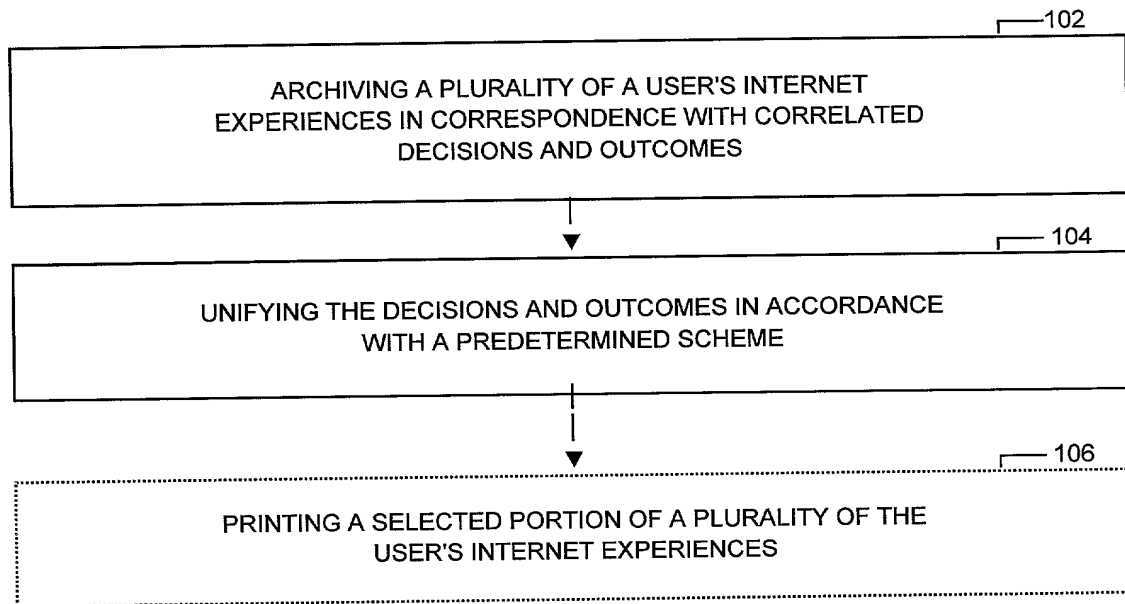 102
ARCHIVING A PLURALITY OF A USER'S INTERNET
EXPERIENCES IN CORRESPONDENCE WITH CORRELATED
DECISIONS AND OUTCOMES
104
UNIFYING THE DECISIONS AND OUTCOMES IN ACCORDANCE
WITH A PREDETERMINED SCHEME
106
PRINTING A SELECTED PORTION OF A PLURALITY OF THE
USER'S INTERNET EXPERIENCES